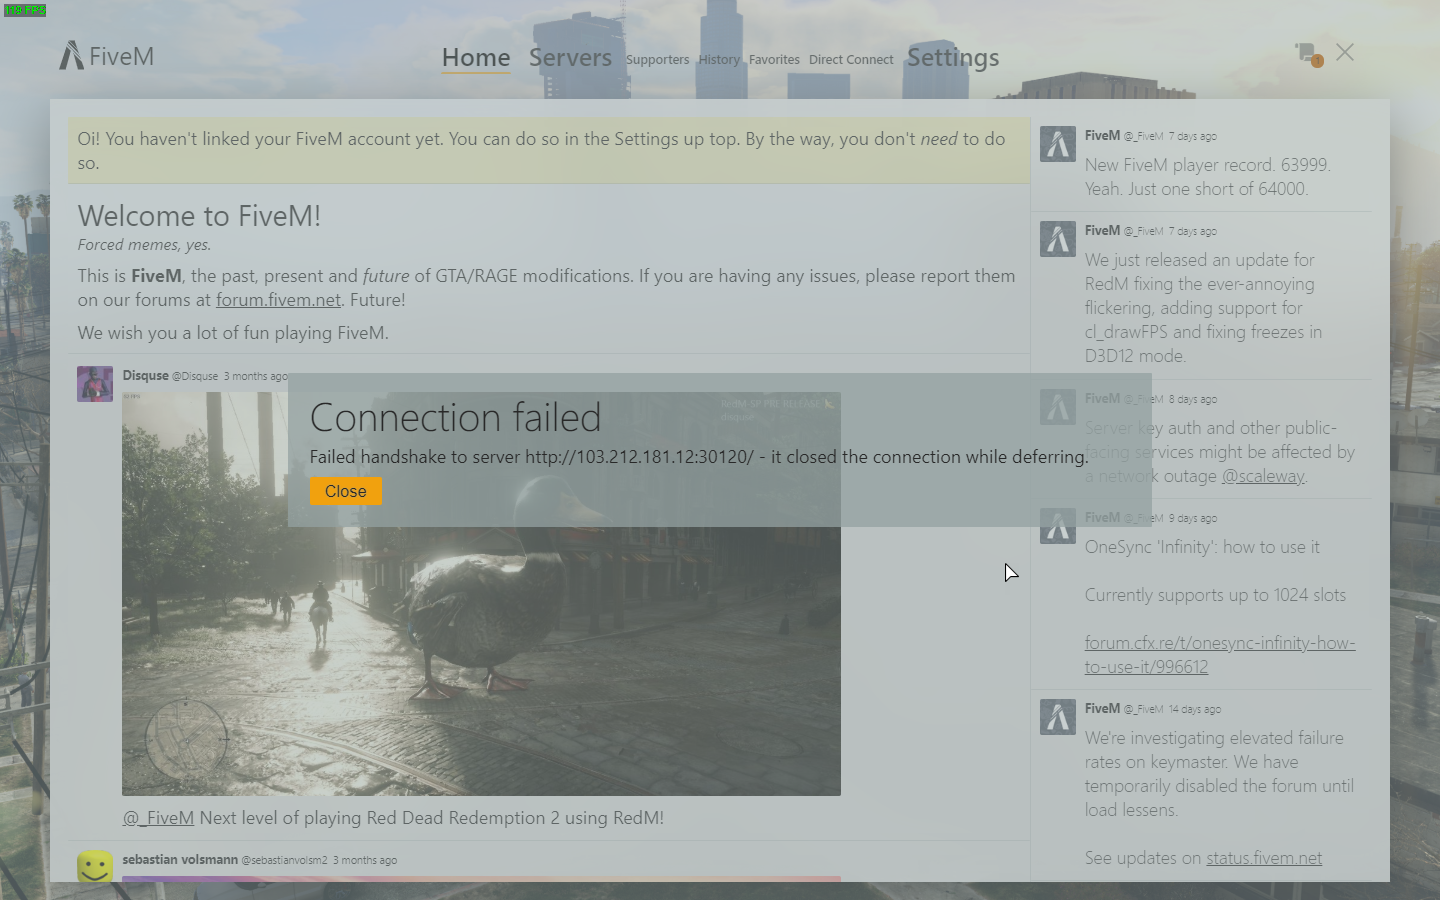 119 FPS
FiveM
Home Servers Supporters History Favorites Direct Connect Settings
Oi! You haven't linked your FiveM account yet. You can do so in the Settings up top. By the way, you don't need to do
so.
Welcome to FiveM!
Forced memes, yes.
This is FiveM, the past, present and future of GTA/RAGE modifications. If you are having any issues, please report them
on our forums at forum.fivem.net. Future!
We wish you a lot of fun playing FiveM.
Disquse @Disquse 3 months ago
Connection failed
Failed handshake to server http://103.212.181.12:30120/ - it closed the connection while deferring.
Close
@_FiveM Next level of playing Red Dead Redemption 2 using RedM!
sebastian volsmann @sebastianvolsm2 3 months ago
FiveM @_FiveM 7 days ago
New FiveM player record. 63999.
Yeah. Just one short of 64000.
FiveM @_FiveM 7 days ago
We just released an update for
RedM fixing the ever-annoying
flickering, adding support for
cl_drawFPS and fixing freezes in
D3D12 mode.
FiveM @_FiveM 8 days ago
Server key auth and other public-
facing services might be affected by
a network outage @scaleway.
FiveM @_FiveM 9 days ago
OneSync 'Infinity': how to use it
Currently supports up to 1024 slots
forum.cfx.re/t/onesync-infinity-how-
to-use-it/996612
FiveM @_FiveM 14 days ago
We're investigating elevated failure
rates on keymaster. We have
temporarily disabled the forum until
load lessens.
See updates on status.fivem.net